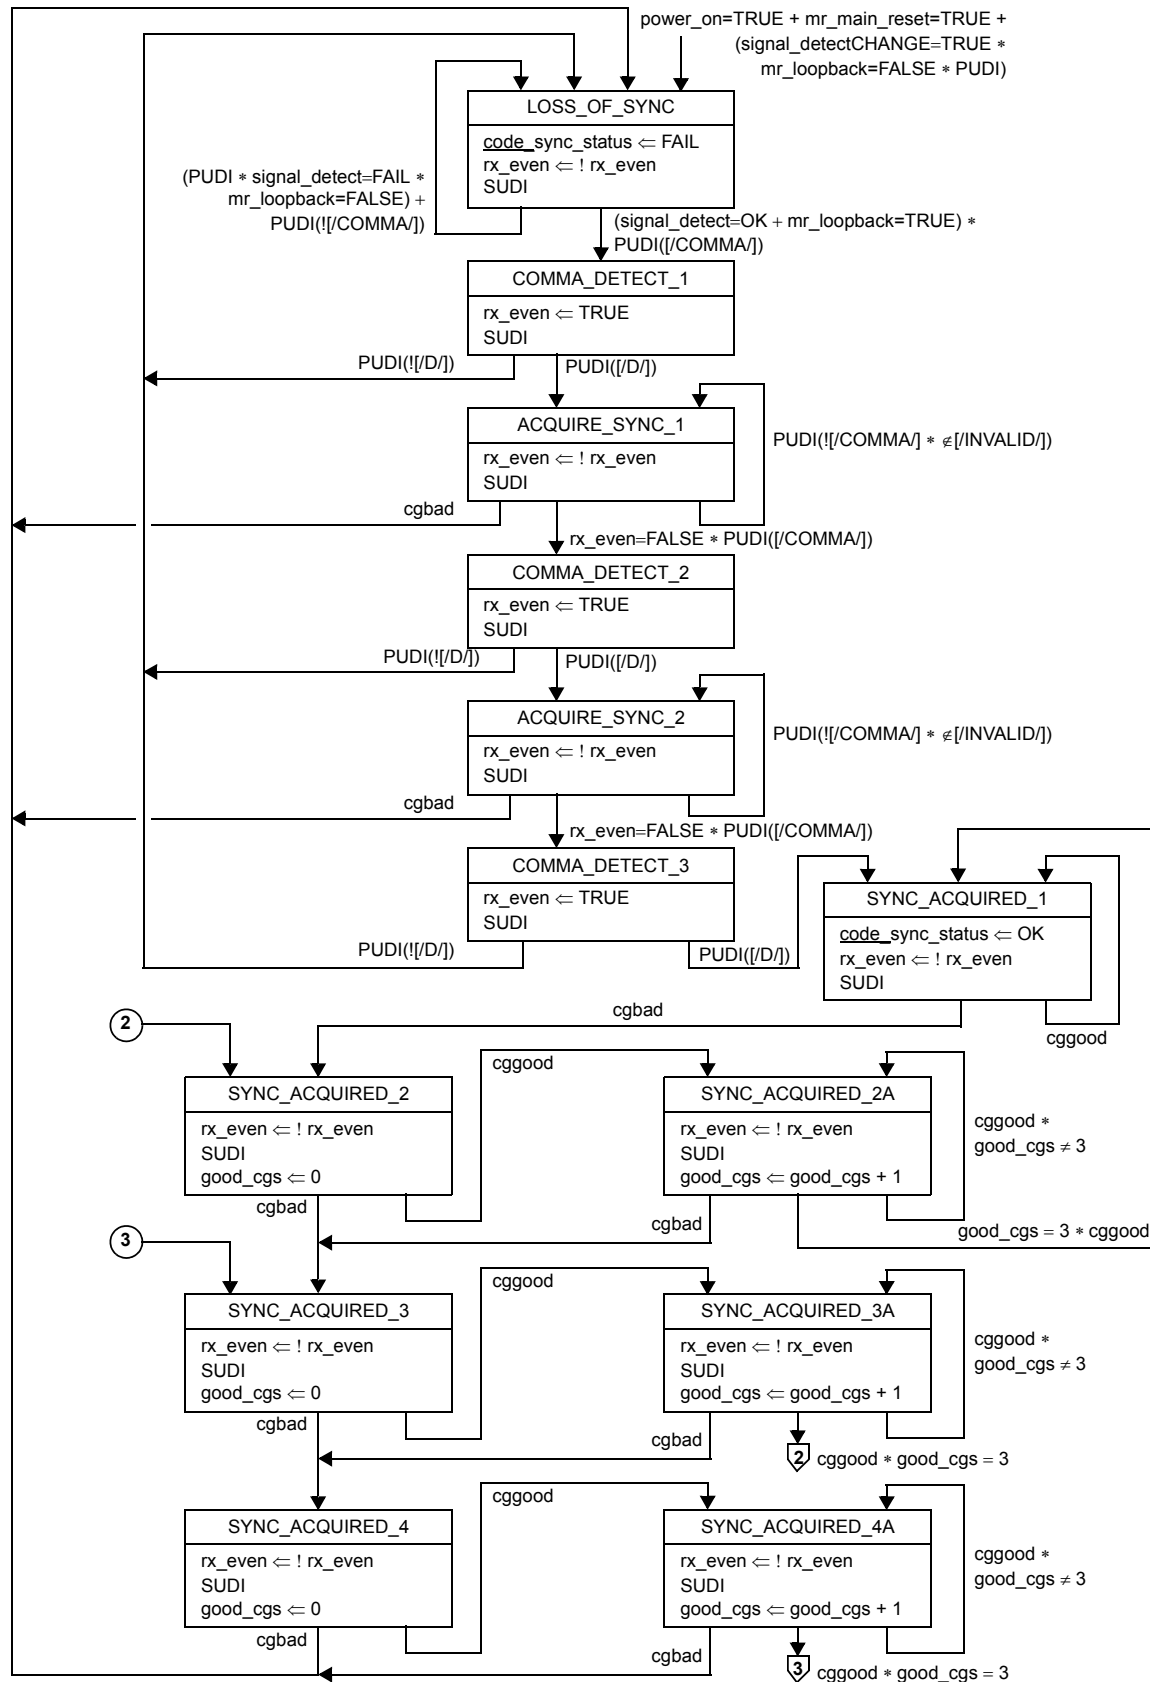 power_on=TRUE + mr_main_reset=TRUE +
(signal_detectCHANGE=TRUE ∗
mr_loopback=FALSE ∗ PUDI)
LOSS_OF_SYNC
code_sync_status ⇐ FAIL
rx_even ⇐ ! rx_even
SUDI
(PUDI ∗ signal_detect=FAIL ∗
mr_loopback=FALSE) +
PUDI(![/COMMA/])
(signal_detect=OK + mr_loopback=TRUE) ∗
PUDI([/COMMA/])
COMMA_DETECT_1
rx_even ⇐ TRUE
SUDI
PUDI(![/D/])
PUDI([/D/])
ACQUIRE_SYNC_1
rx_even ⇐ ! rx_even
SUDI
PUDI(![/COMMA/] ∗ ∉[/INVALID/])
cgbad
rx_even=FALSE ∗ PUDI([/COMMA/])
COMMA_DETECT_2
rx_even ⇐ TRUE
SUDI
PUDI(![/D/])
PUDI([/D/])
ACQUIRE_SYNC_2
rx_even ⇐ ! rx_even
SUDI
PUDI(![/COMMA/] ∗ ∉[/INVALID/])
cgbad
rx_even=FALSE ∗ PUDI([/COMMA/])
COMMA_DETECT_3
rx_even ⇐ TRUE
SUDI
PUDI(![/D/])
PUDI([/D/])
SYNC_ACQUIRED_1
code_sync_status ⇐ OK
rx_even ⇐ ! rx_even
SUDI
cgbad
cggood
2
SYNC_ACQUIRED_2
rx_even ⇐ ! rx_even
SUDI
good_cgs ⇐ 0
cggood
SYNC_ACQUIRED_2A
rx_even ⇐ ! rx_even
SUDI
good_cgs ⇐ good_cgs + 1
cggood ∗
good_cgs ≠ 3
cgbad
cgbad
good_cgs = 3 ∗ cggood
3
SYNC_ACQUIRED_3
rx_even ⇐ ! rx_even
SUDI
good_cgs ⇐ 0
cggood
SYNC_ACQUIRED_3A
rx_even ⇐ ! rx_even
SUDI
good_cgs ⇐ good_cgs + 1
cggood ∗
good_cgs ≠ 3
cgbad
cgbad
2 cggood ∗ good_cgs = 3
SYNC_ACQUIRED_4
rx_even ⇐ ! rx_even
SUDI
good_cgs ⇐ 0
cggood
SYNC_ACQUIRED_4A
rx_even ⇐ ! rx_even
SUDI
good_cgs ⇐ good_cgs + 1
cggood ∗
good_cgs ≠ 3
cgbad
cgbad
3 cggood ∗ good_cgs = 3